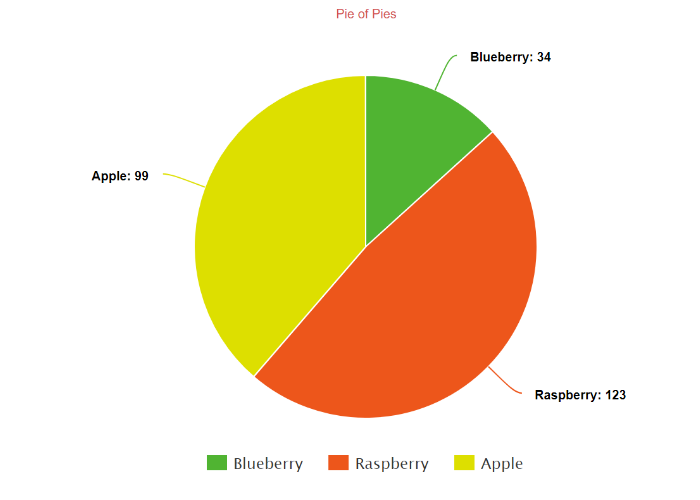 Pie of Pies
Blueberry: 34
Apple: 99
Raspberry: 123
Blueberry Raspberry Apple